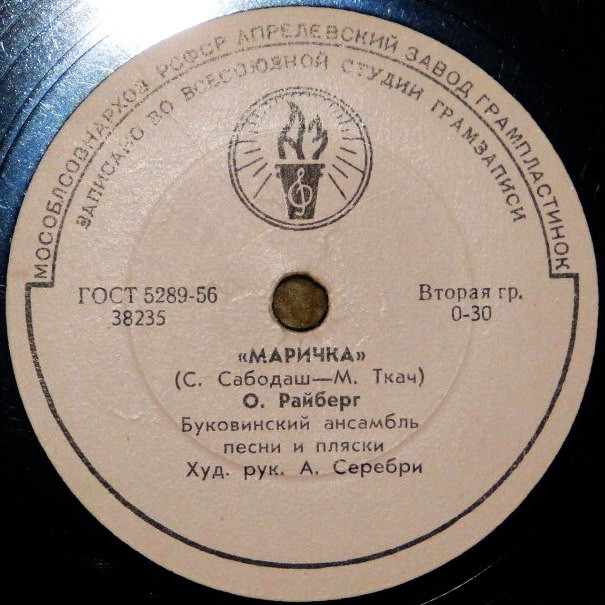 МОСОБЛСОВНАРХОЗ РСФСР АПРЕЛЕВСКИЙ ЗАВОД ГРАМПЛАСТИНОК
ЗАПИСАНО ВО ВСЕСОЮЗНОЙ СТУДИИ ГРАМЗАПИСИ
ГОСТ 5289-56
38235
Вторая гр.
0-30
«МАРИЧКА»
(С. Сабодаш—М. Ткач)
О. Райберг
Буковинский ансамбль
песни и пляски
Худ. рук. А. Серебри